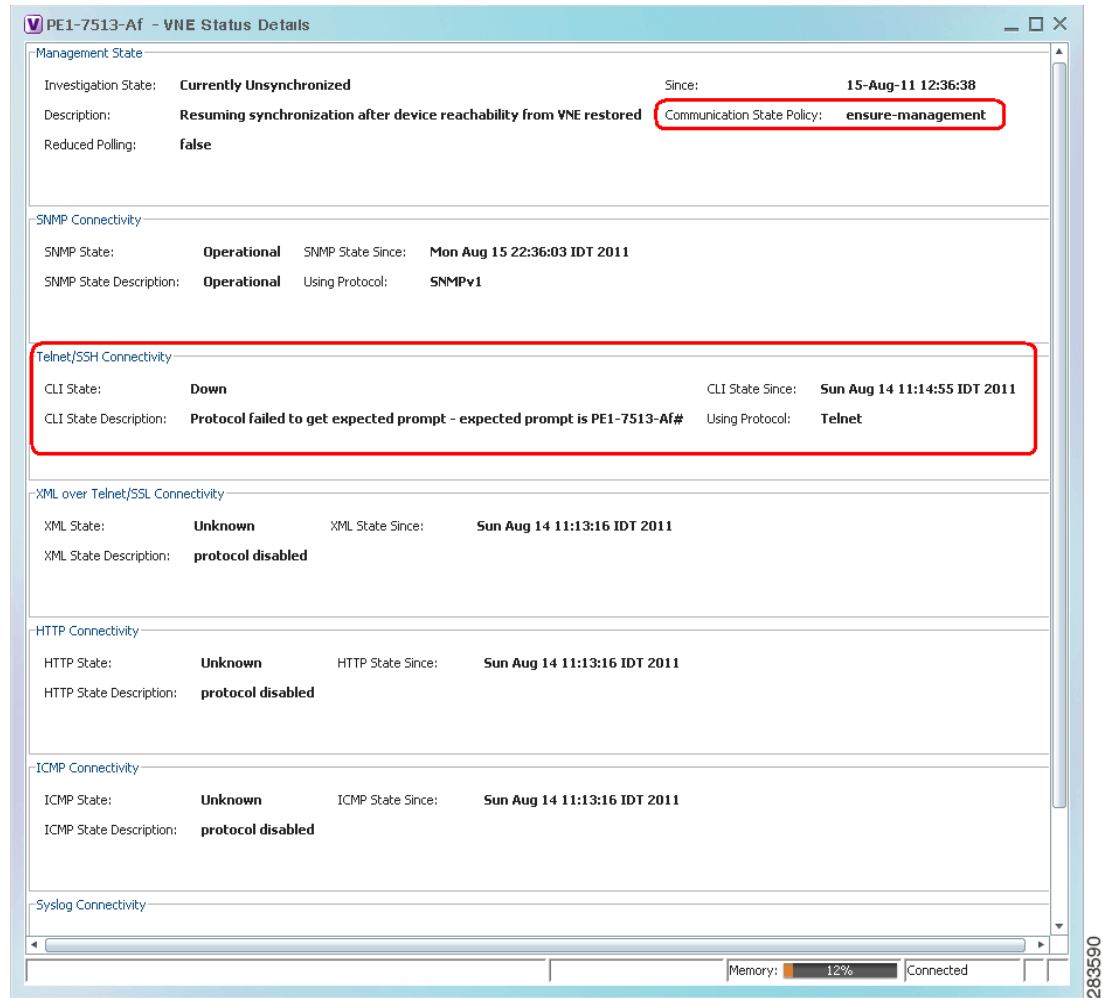 PE1-7513-Af - VNE Status Details
Management State
Investigation State: Currently Unsynchronized Since: 15-Aug-11 12:36:38
Description: Resuming synchronization after device reachability from VNE restored Communication State Policy: ensure-management
Reduced Polling: false
SNMP Connectivity
SNMP State: Operational SNMP State Since: Mon Aug 15 22:36:03 IDT 2011
SNMP State Description: Operational Using Protocol: SNMPv1
Telnet/SSH Connectivity
CLI State: Down CLI State Since: Sun Aug 14 11:14:55 IDT 2011
CLI State Description: Protocol failed to get expected prompt - expected prompt is PE1-7513-Af# Using Protocol: Telnet
XML over Telnet/SSL Connectivity
XML State: Unknown XML State Since: Sun Aug 14 11:13:16 IDT 2011
XML State Description: protocol disabled
HTTP Connectivity
HTTP State: Unknown HTTP State Since: Sun Aug 14 11:13:16 IDT 2011
HTTP State Description: protocol disabled
ICMP Connectivity
ICMP State: Unknown ICMP State Since: Sun Aug 14 11:13:16 IDT 2011
ICMP State Description: protocol disabled
Syslog Connectivity
Memory: 12% Connected
283590